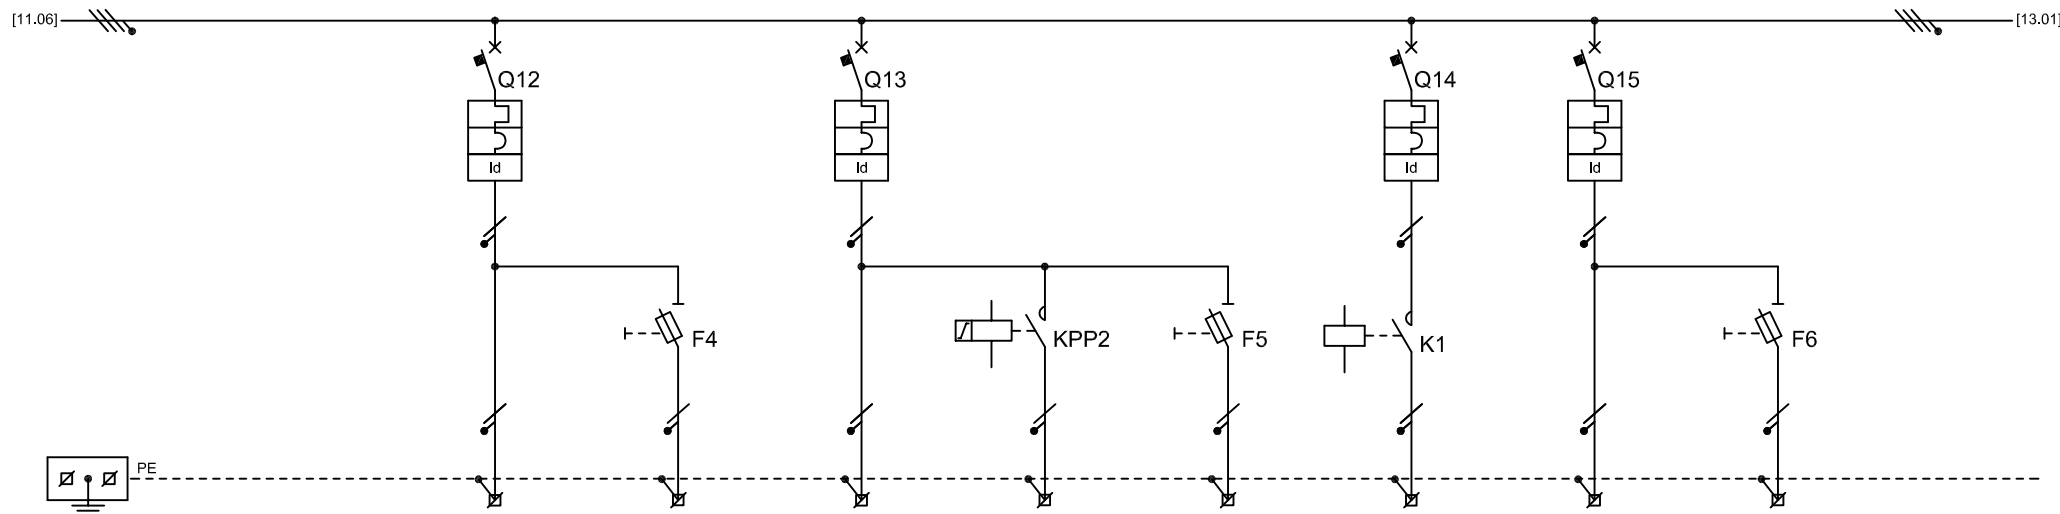 [11.06] [13.01]
Q12 Q13 Q14 Q15
Id Id Id Id
F4 KPP2 F5 K1 F6
PE